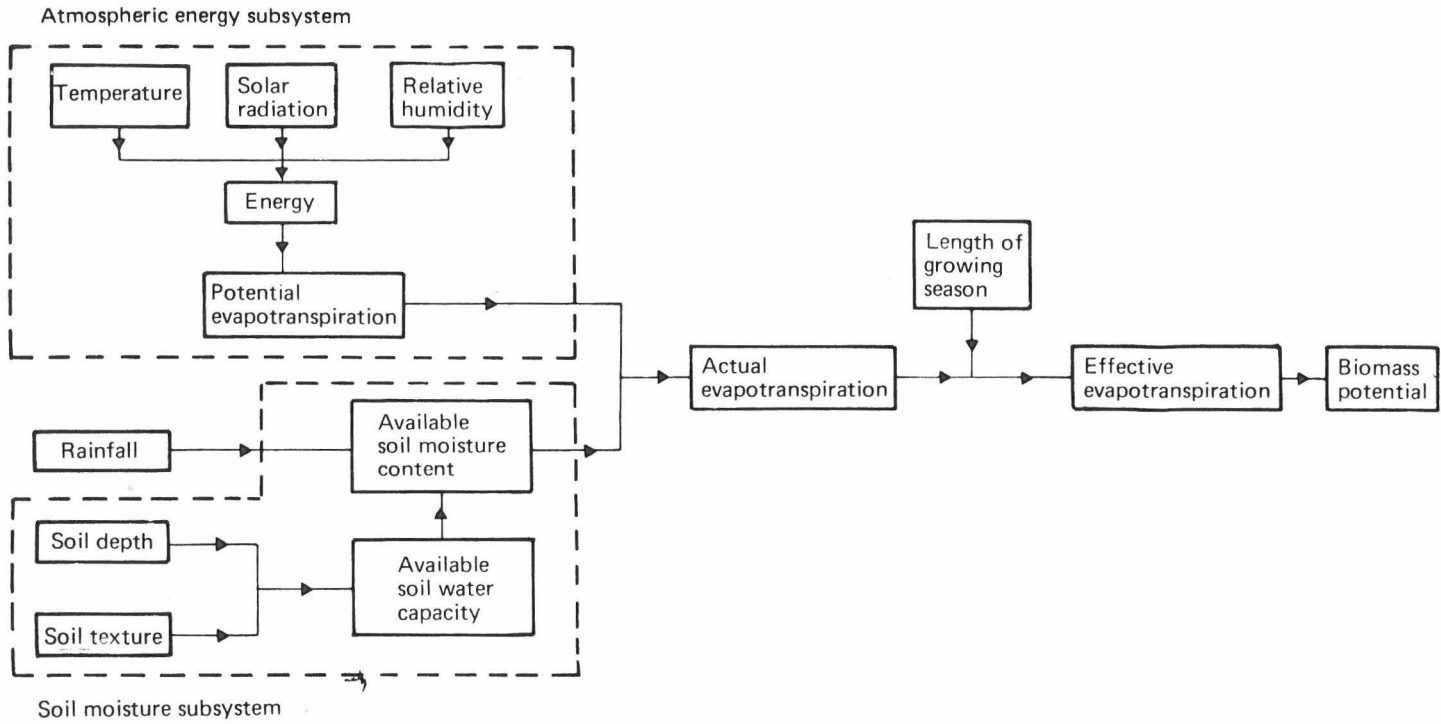 Atmospheric energy subsystem
Temperature
Solar
radiation
Relative
humidity
Energy
Potential
evapotranspiration
Length of
growing
season
Actual
evapotranspiration
Effective
evapotranspiration
Biomass
potential
Rainfall
Available
soil moisture
content
Soil depth
Available
soil water
capacity
Soil texture
Soil moisture subsystem